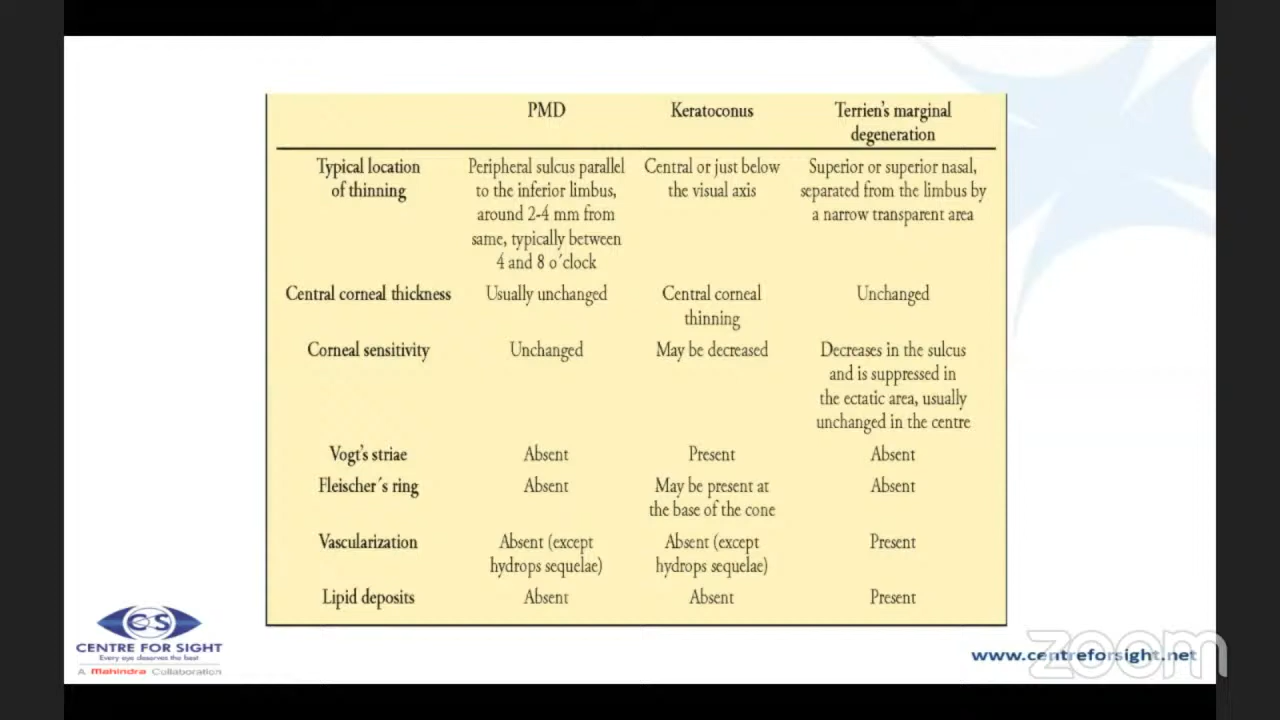 PMD Keratoconus Terrien's marginal
degeneration
Typical location Peripheral sulcus parallel Central or just below Superior or superior nasal,
of thinning to the inferior limbus, the visual axis separated from the limbus by
around 2-4 mm from a narrow transparent area
same, typically between
4 and 8 o´clock
Central corneal thickness Usually unchanged Central corneal Unchanged
thinning
Corneal sensitivity Unchanged May be decreased Decreases in the sulcus
and is suppressed in
the ectatic area, usually
unchanged in the centre
Vogt's striae Absent Present Absent
Fleischer´s ring Absent May be present at Absent
the base of the cone
Vascularization Absent (except Absent (except Present
hydrops sequelae) hydrops sequelae)
Lipid deposits Absent Absent Present
CFS
CENTRE FOR SIGHT
Every eye deserves the best
A Mahindra Collaboration
www.centreforsight.net
zoom